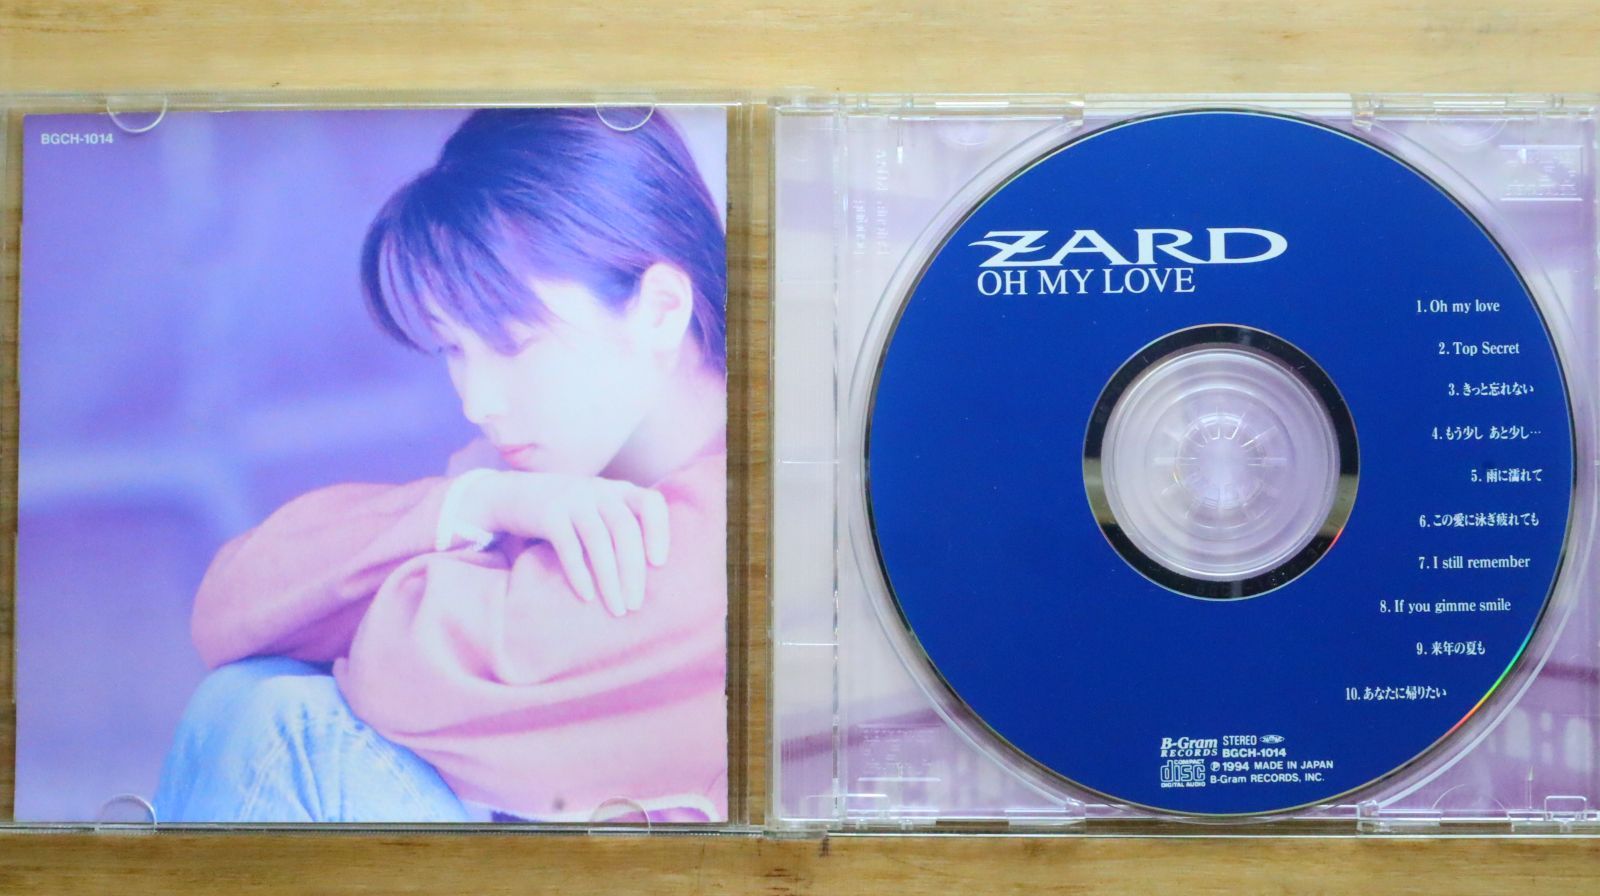 BGCH-1014
ZARD
OH MY LOVE
1. Oh my love
2. Top Secret
3. きっと忘れない
4. もう少し あと少し…
5. 雨に濡れて
6. この愛に泳ぎ疲れても
7. I still remember
8. If you gimme smile
9. 来年の夏も
10. あなたに帰りたい
B-Gram RECORDS STEREO
BGCH-1014
COMPACT disc DIGITAL AUDIO
Ⓟ 1994 MADE IN JAPAN
B-Gram RECORDS, INC.